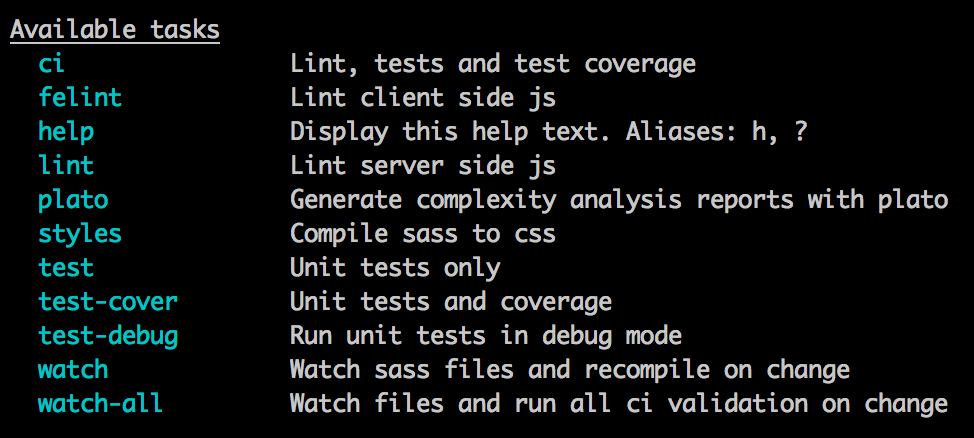 Available tasks
ci Lint, tests and test coverage
felint Lint client side js
help Display this help text. Aliases: h, ?
lint Lint server side js
plato Generate complexity analysis reports with plato
styles Compile sass to css
test Unit tests only
test-cover Unit tests and coverage
test-debug Run unit tests in debug mode
watch Watch sass files and recompile on change
watch-all Watch files and run all ci validation on change